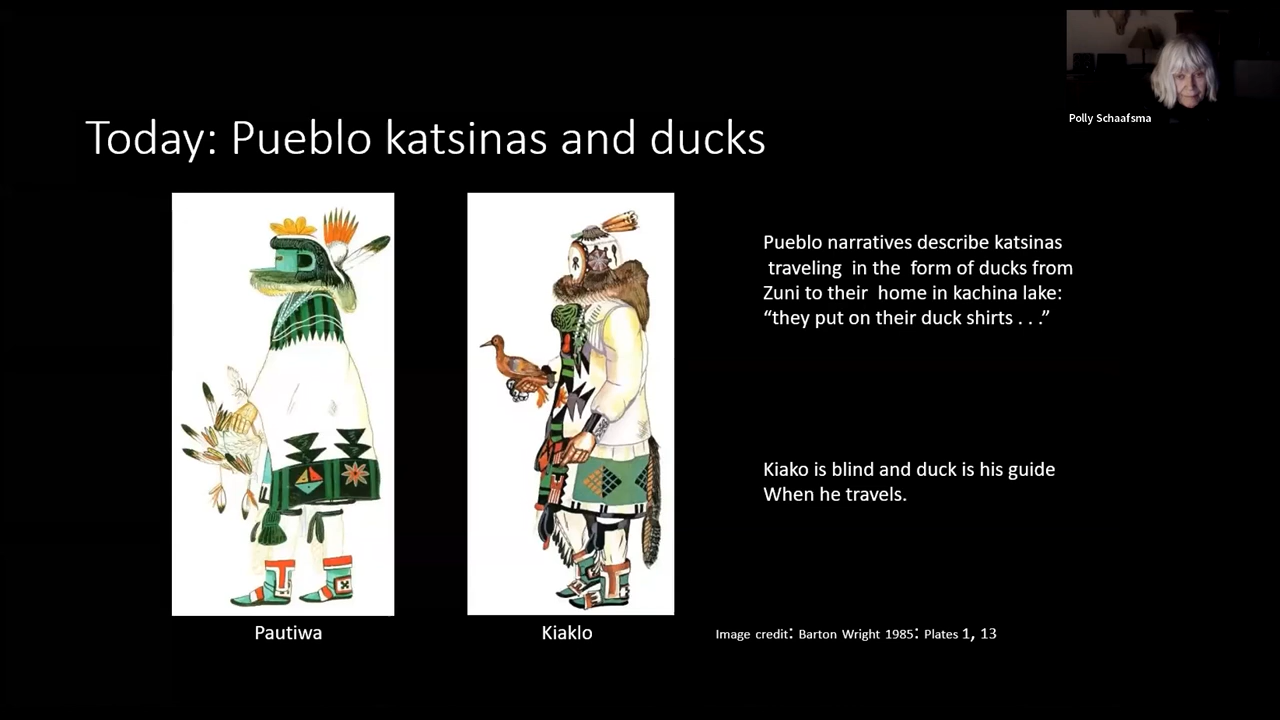 Polly Schaafsma
Today: Pueblo katsinas and ducks
Pueblo narratives describe katsinas
traveling in the form of ducks from
Zuni to their home in kachina lake:
“they put on their duck shirts . . .”
Kiako is blind and duck is his guide
When he travels.
Pautiwa
Kiaklo
Image credit: Barton Wright 1985: Plates 1, 13